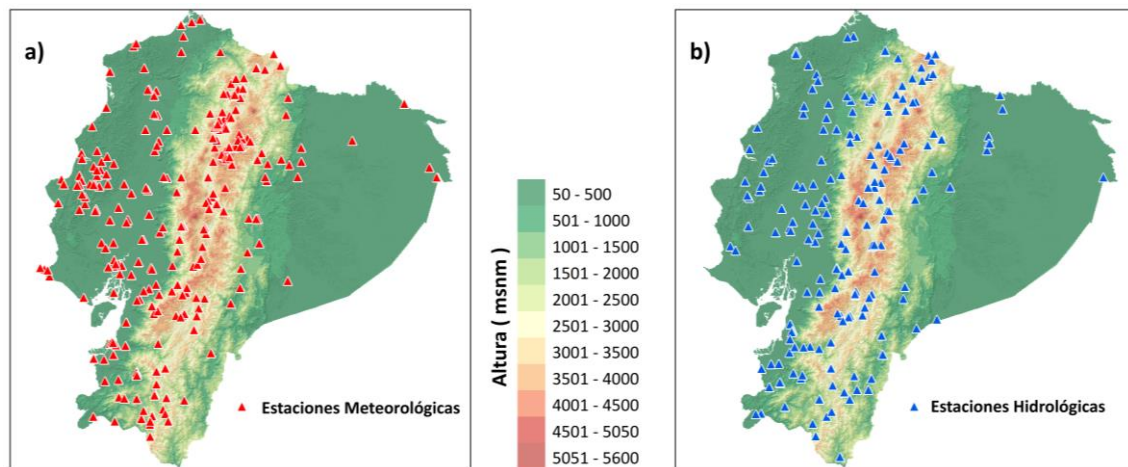 a)
Estaciones Meteorológicas
Altura ( msnm )
50 - 500
501 - 1000
1001 - 1500
1501 - 2000
2001 - 2500
2501 - 3000
3001 - 3500
3501 - 4000
4001 - 4500
4501 - 5050
5051 - 5600
b)
Estaciones Hidrológicas